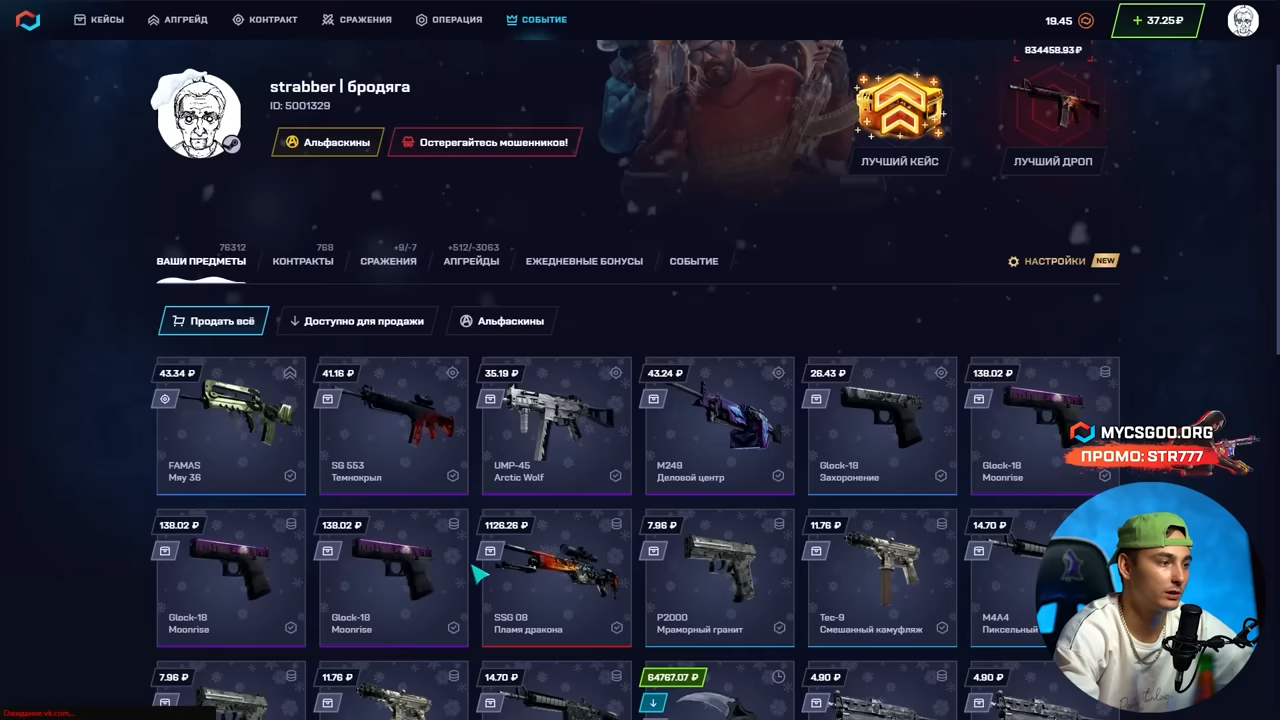 КЕЙСЫ
АПГРЕЙД
КОНТРАКТ
СРАЖЕНИЯ
ОПЕРАЦИЯ
СОБЫТИЕ
19.45
+ 37.25 ₽
834458.93 ₽
strabber | бродяга
ID: 5001329
Альфаскины
Остерегайтесь мошенников!
ЛУЧШИЙ КЕЙС
ЛУЧШИЙ ДРОП
76312
768
+9/-7
+512/-3063
ВАШИ ПРЕДМЕТЫ
КОНТРАКТЫ
СРАЖЕНИЯ
АПГРЕЙДЫ
ЕЖЕДНЕВНЫЕ БОНУСЫ
СОБЫТИЕ
НАСТРОЙКИ
NEW
Продать всё
Доступно для продажи
Альфаскины
43.34 ₽
FAMAS
Мяу 36
41.16 ₽
SG 553
Темнокрыл
35.19 ₽
UMP-45
Arctic Wolf
43.24 ₽
M249
Деловой центр
26.43 ₽
Glock-18
Захоронение
138.02 ₽
Glock-18
Moonrise
MYCSGOO.ORG
ПРОМО: STR777
138.02 ₽
Glock-18
Moonrise
138.02 ₽
Glock-18
Moonrise
1126.26 ₽
SSG 08
Пламя дракона
7.96 ₽
P2000
Мраморный гранит
11.76 ₽
Tec-9
Смешанный камуфляж
14.70 ₽
M4A4
Пиксельный
7.96 ₽
11.76 ₽
14.70 ₽
64767.07 ₽
4.90 ₽
4.90 ₽
Ожидание vk.com...